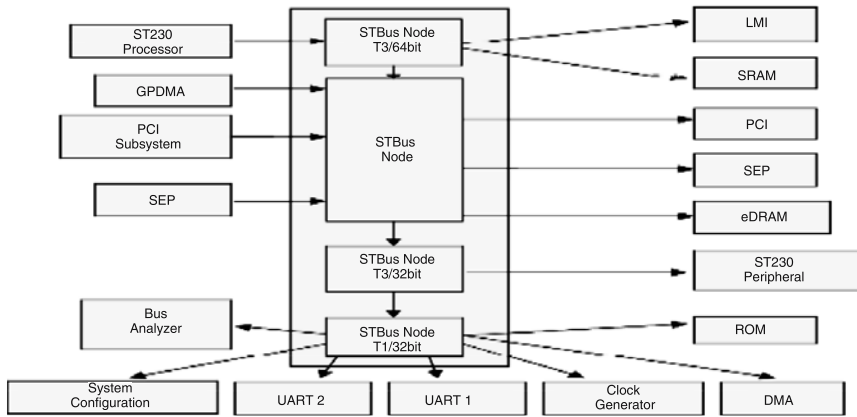 ST230
Processor
STBus Node
T3/64bit
LMI
SRAM
GPDMA
PCI
Subsystem
STBus
Node
PCI
SEP
SEP
eDRAM
STBus Node
T3/32bit
ST230
Peripheral
Bus
Analyzer
STBus Node
T1/32bit
ROM
System
Configuration
UART 2
UART 1
Clock
Generator
DMA